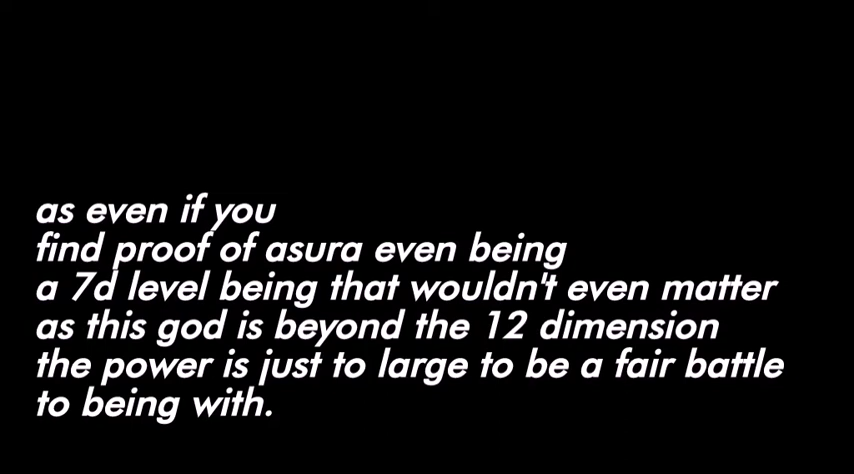 as even if you
find proof of asura even being
a 7d level being that wouldn't even matter
as this god is beyond the 12 dimension
the power is just to large to be a fair battle
to being with.